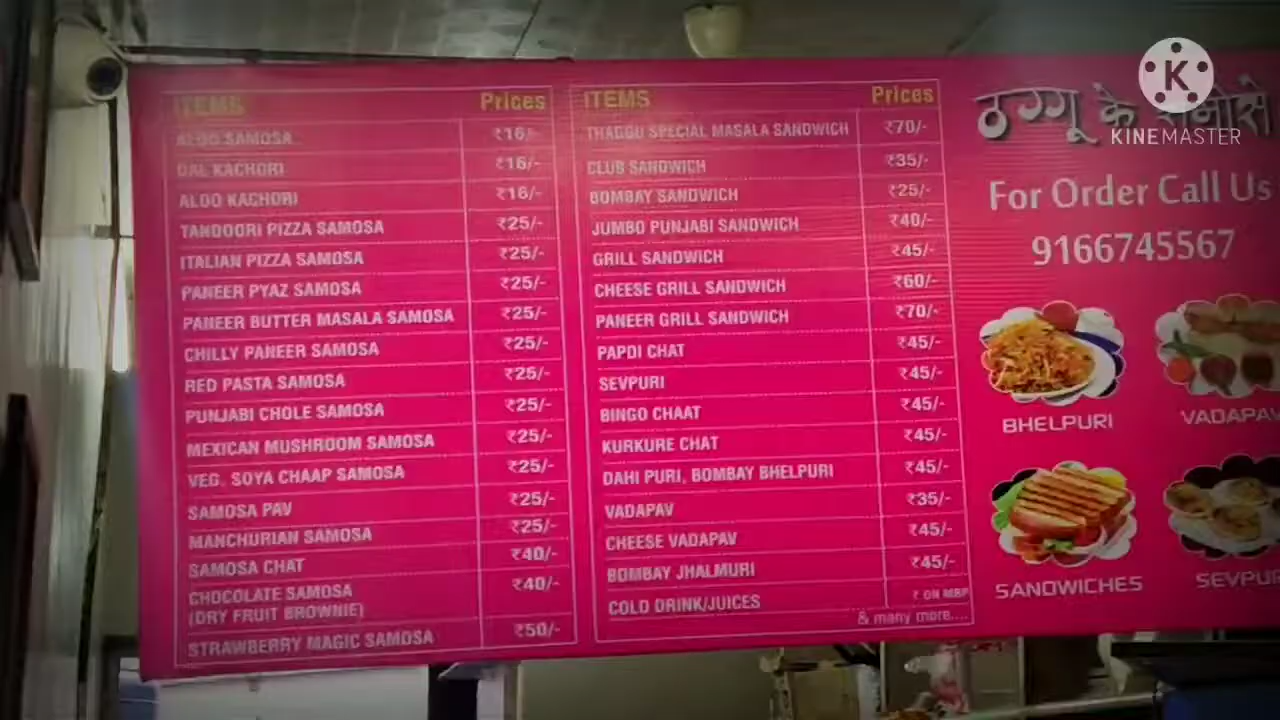 ITEMS Prices
ALOO SAMOSA ₹16/-
DAL KACHORI ₹16/-
ALOO KACHORI ₹16/-
TANDOORI PIZZA SAMOSA ₹25/-
ITALIAN PIZZA SAMOSA ₹25/-
PANEER PYAZ SAMOSA ₹25/-
PANEER BUTTER MASALA SAMOSA ₹25/-
CHILLY PANEER SAMOSA ₹25/-
RED PASTA SAMOSA ₹25/-
PUNJABI CHOLE SAMOSA ₹25/-
MEXICAN MUSHROOM SAMOSA ₹25/-
VEG. SOYA CHAAP SAMOSA ₹25/-
SAMOSA PAV ₹25/-
MANCHURIAN SAMOSA ₹25/-
SAMOSA CHAT ₹40/-
CHOCOLATE SAMOSA ₹40/-
(DRY FRUIT BROWNIE)
STRAWBERRY MAGIC SAMOSA ₹50/-
ITEMS Prices
THAGGU SPECIAL MASALA SANDWICH ₹70/-
CLUB SANDWICH ₹35/-
BOMBAY SANDWICH ₹25/-
JUMBO PUNJABI SANDWICH ₹40/-
GRILL SANDWICH ₹45/-
CHEESE GRILL SANDWICH ₹60/-
PANEER GRILL SANDWICH ₹70/-
PAPDI CHAT ₹45/-
SEVPURI ₹45/-
BINGO CHAAT ₹45/-
KURKURE CHAT ₹45/-
DAHI PURI, BOMBAY BHELPURI ₹45/-
VADAPAV ₹35/-
CHEESE VADAPAV ₹45/-
BOMBAY JHALMURI ₹45/-
COLD DRINK/JUICES ₹ ON MRP
& many more....
ठग्गू के समोसे
For Order Call Us
9166745567
BHELPURI
VADAPAV
SANDWICHES
SEVPUR
K
KINEMASTER